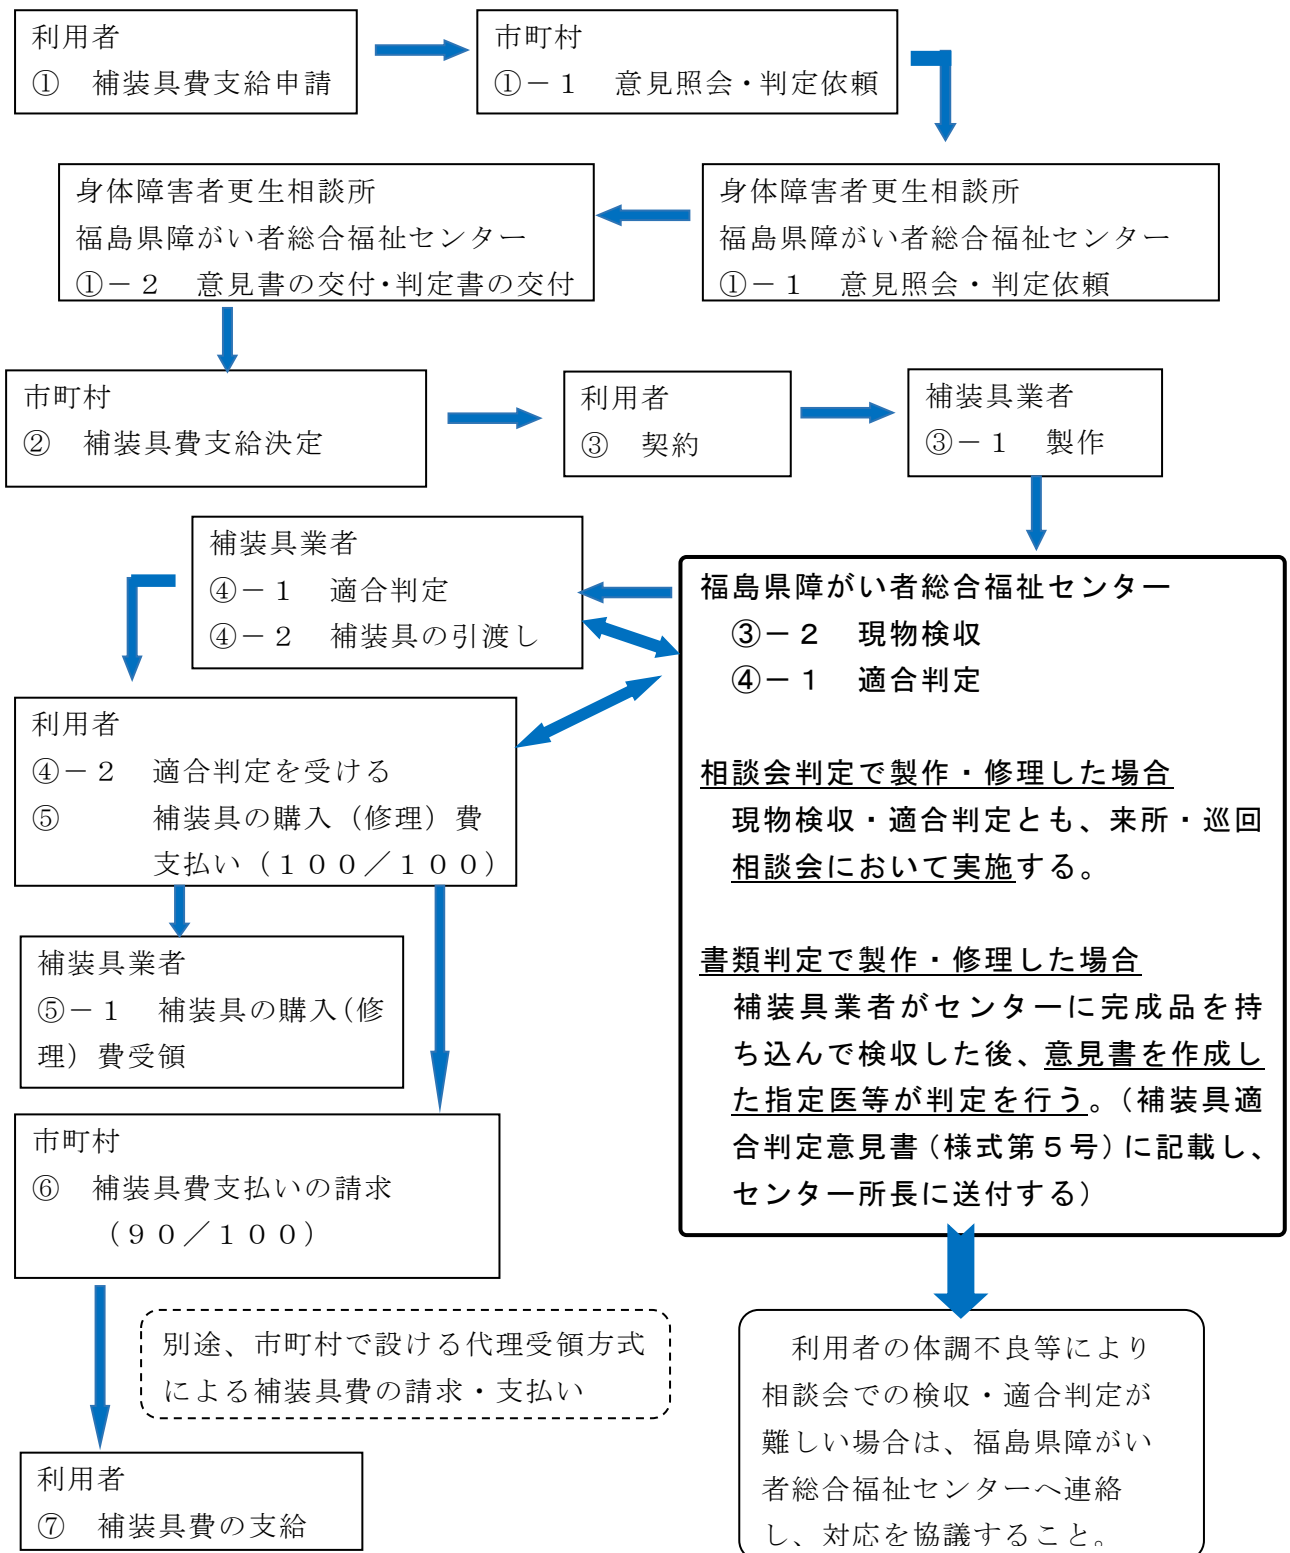 利用者
① 補装具費支給申請
市町村
①－１ 意見照会・判定依頼
身体障害者更生相談所
福島県障がい者総合福祉センター
①－１ 意見照会・判定依頼
身体障害者更生相談所
福島県障がい者総合福祉センター
①－２ 意見書の交付・判定書の交付
市町村
② 補装具費支給決定
利用者
③ 契約
補装具業者
③－１ 製作
福島県障がい者総合福祉センター
③－２ 現物検収
④－１ 適合判定
相談会判定で製作・修理した場合
現物検収・適合判定とも、来所・巡回
相談会において実施する。
書類判定で製作・修理した場合
補装具業者がセンターに完成品を持
ち込んで検収した後、意見書を作成し
た指定医等が判定を行う。（補装具適
合判定意見書（様式第５号）に記載し、
センター所長に送付する）
補装具業者
④－１ 適合判定
④－２ 補装具の引渡し
利用者
④－２ 適合判定を受ける
⑤ 補装具の購入（修理）費
支払い（１００／１００）
補装具業者
⑤－１ 補装具の購入（修
理）費受領
市町村
⑥ 補装具費支払いの請求
（９０／１００）
別途、市町村で設ける代理受領方式
による補装具費の請求・支払い
利用者
⑦ 補装具費の支給
利用者の体調不良等により
相談会での検収・適合判定が
難しい場合は、福島県障がい
者総合福祉センターへ連絡
し、対応を協議すること。